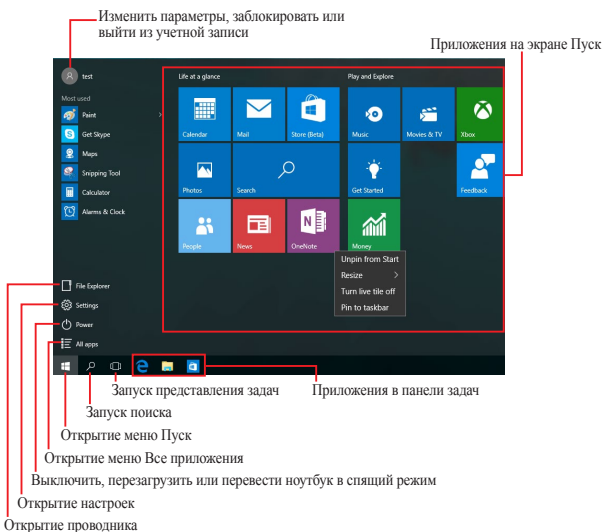 Изменить параметры, заблокировать или
выйти из учетной записи
Приложения на экране Пуск
test
Life at a glance
Play and Explore
Most used
Paint
Get Skype
Maps
Snipping Tool
Calculator
Alarms & Clock
Calendar
Mail
Store (Beta)
Music
Movies & TV
Xbox
Photos
Search
Get Started
Feedback
People
News
OneNote
Money
Unpin from Start
Resize
Turn live tile off
Pin to taskbar
File Explorer
Settings
Power
All apps
Запуск представления задач
Приложения в панели задач
Запуск поиска
Открытие меню Пуск
Открытие меню Все приложения
Выключить, перезагрузить или перевести ноутбук в спящий режим
Открытие настроек
Открытие проводника